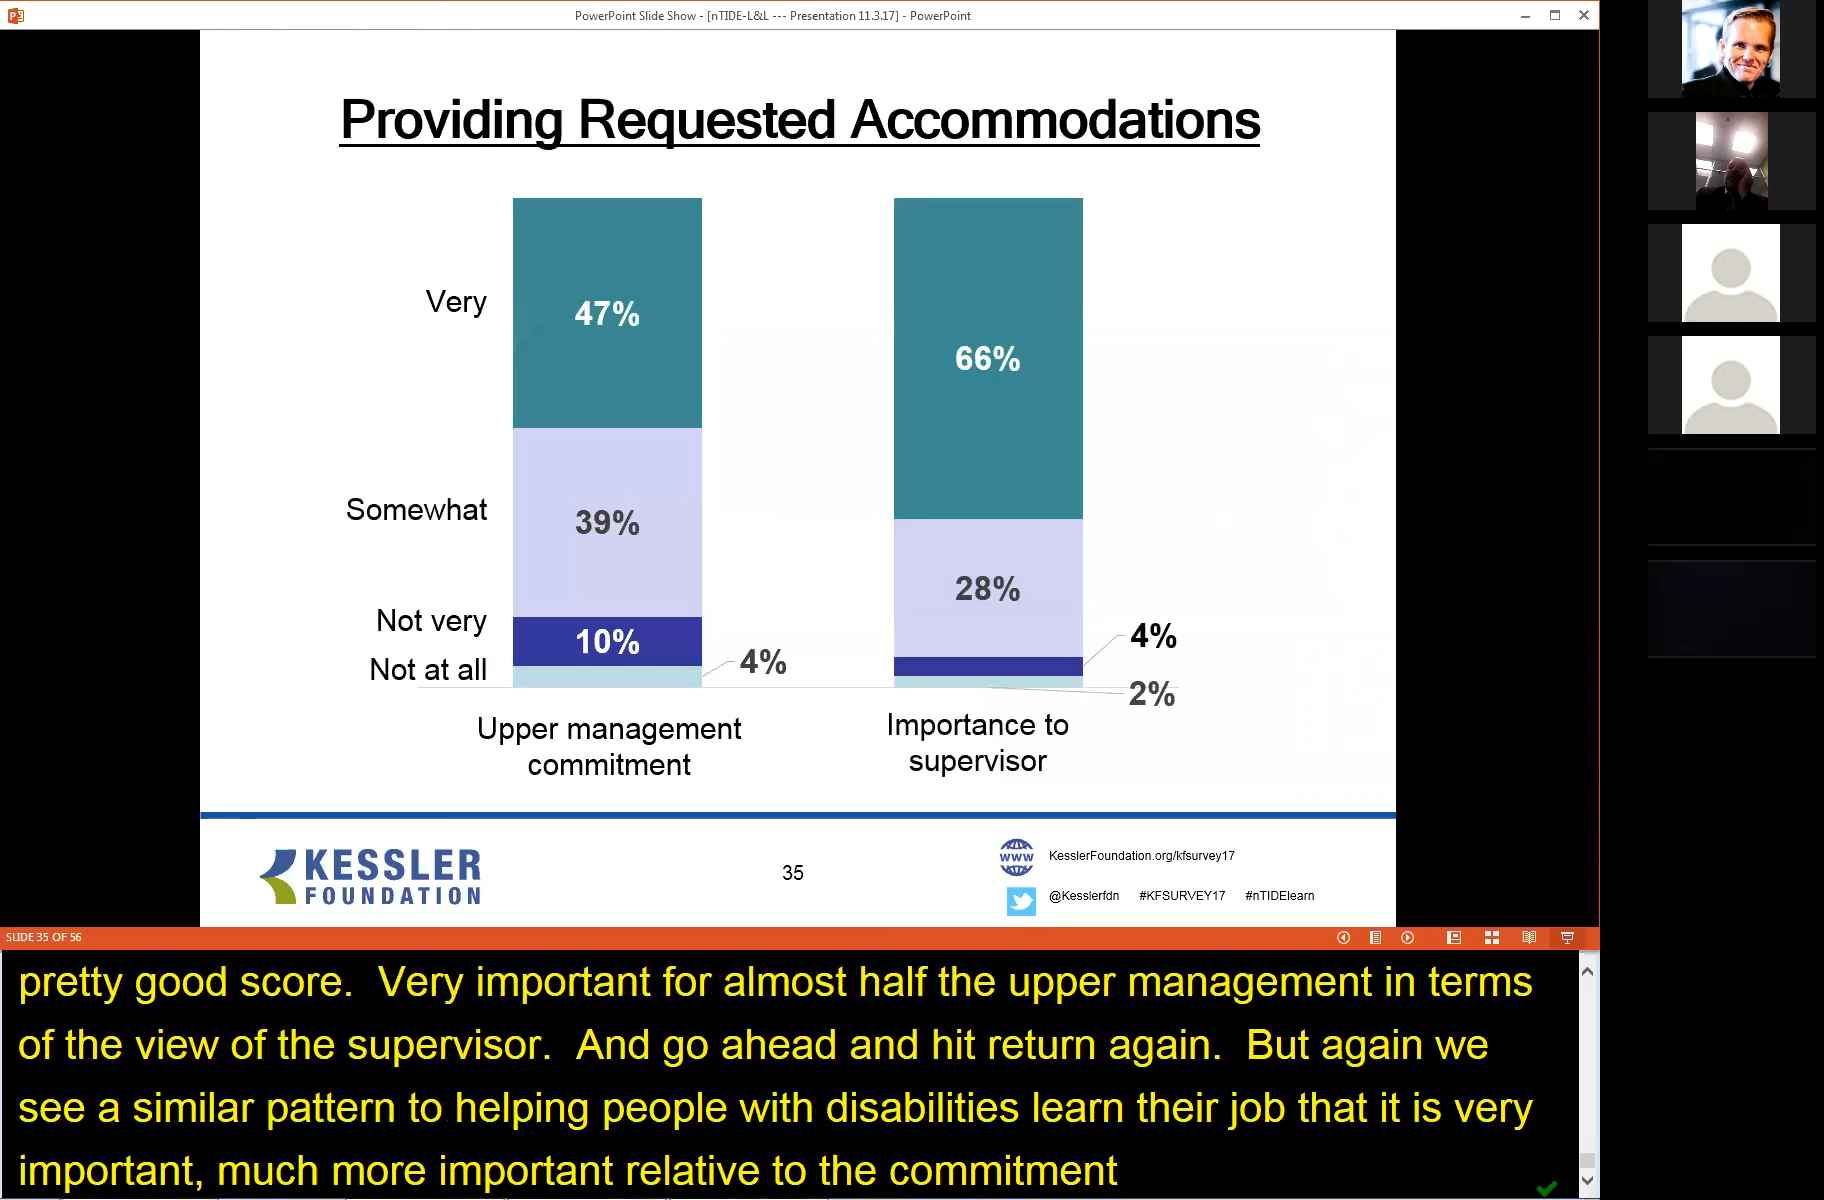 PowerPoint Slide Show - [nTIDE-L&L --- Presentation 11.3.17] - PowerPoint
Providing Requested Accommodations
Very
47%
66%
Somewhat
39%
28%
Not very
10%
4%
Not at all
4%
2%
Upper management
commitment
Importance to
supervisor
KESSLER
FOUNDATION
35
www
KesslerFoundation.org/kfsurvey17
@Kesslerfdn #KFSURVEY17 #nTIDElearn
SLIDE 35 OF 56
pretty good score.  Very important for almost half the upper management in terms
of the view of the supervisor.  And go ahead and hit return again.  But again we
see a similar pattern to helping people with disabilities learn their job that it is very
important, much more important relative to the commitment